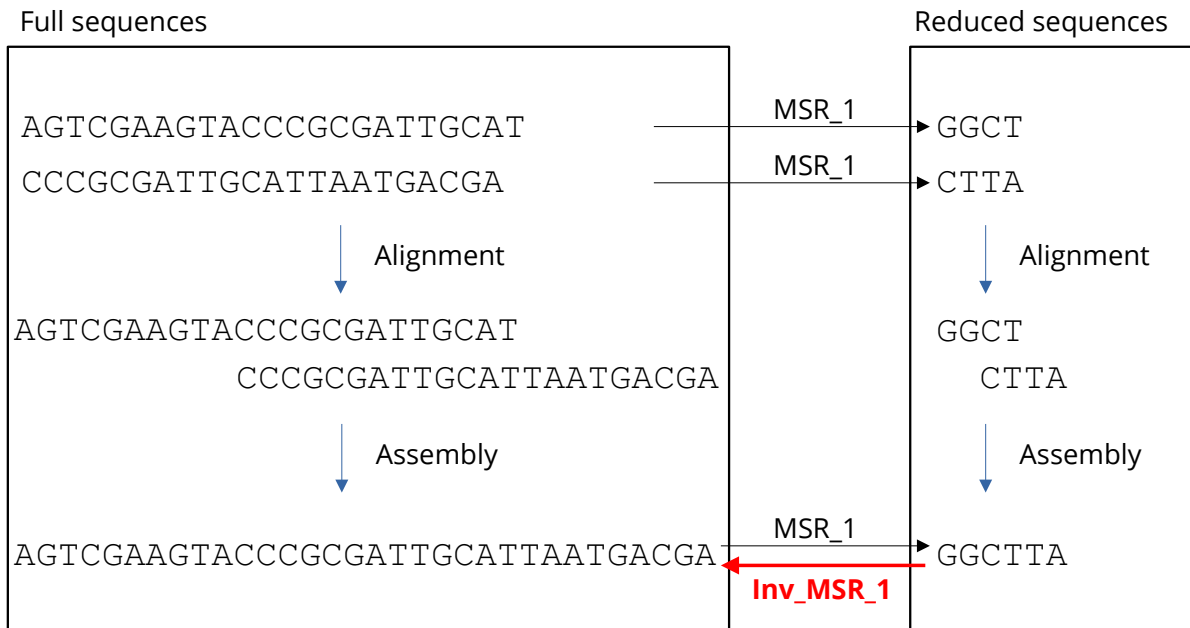 Full sequences
Reduced sequences
AGTCGAAGTACCCGCGATTGCAT
MSR_1
GGCT
CCCGCGATTGCATTAATGACGA
MSR_1
CTTA
Alignment
Alignment
AGTCGAAGTACCCGCGATTGCAT
GGCT
CCCGCGATTGCATTAATGACGA
CTTA
Assembly
Assembly
AGTCGAAGTACCCGCGATTGCATTAATGACGA
MSR_1
GGCTTA
Inv_MSR_1